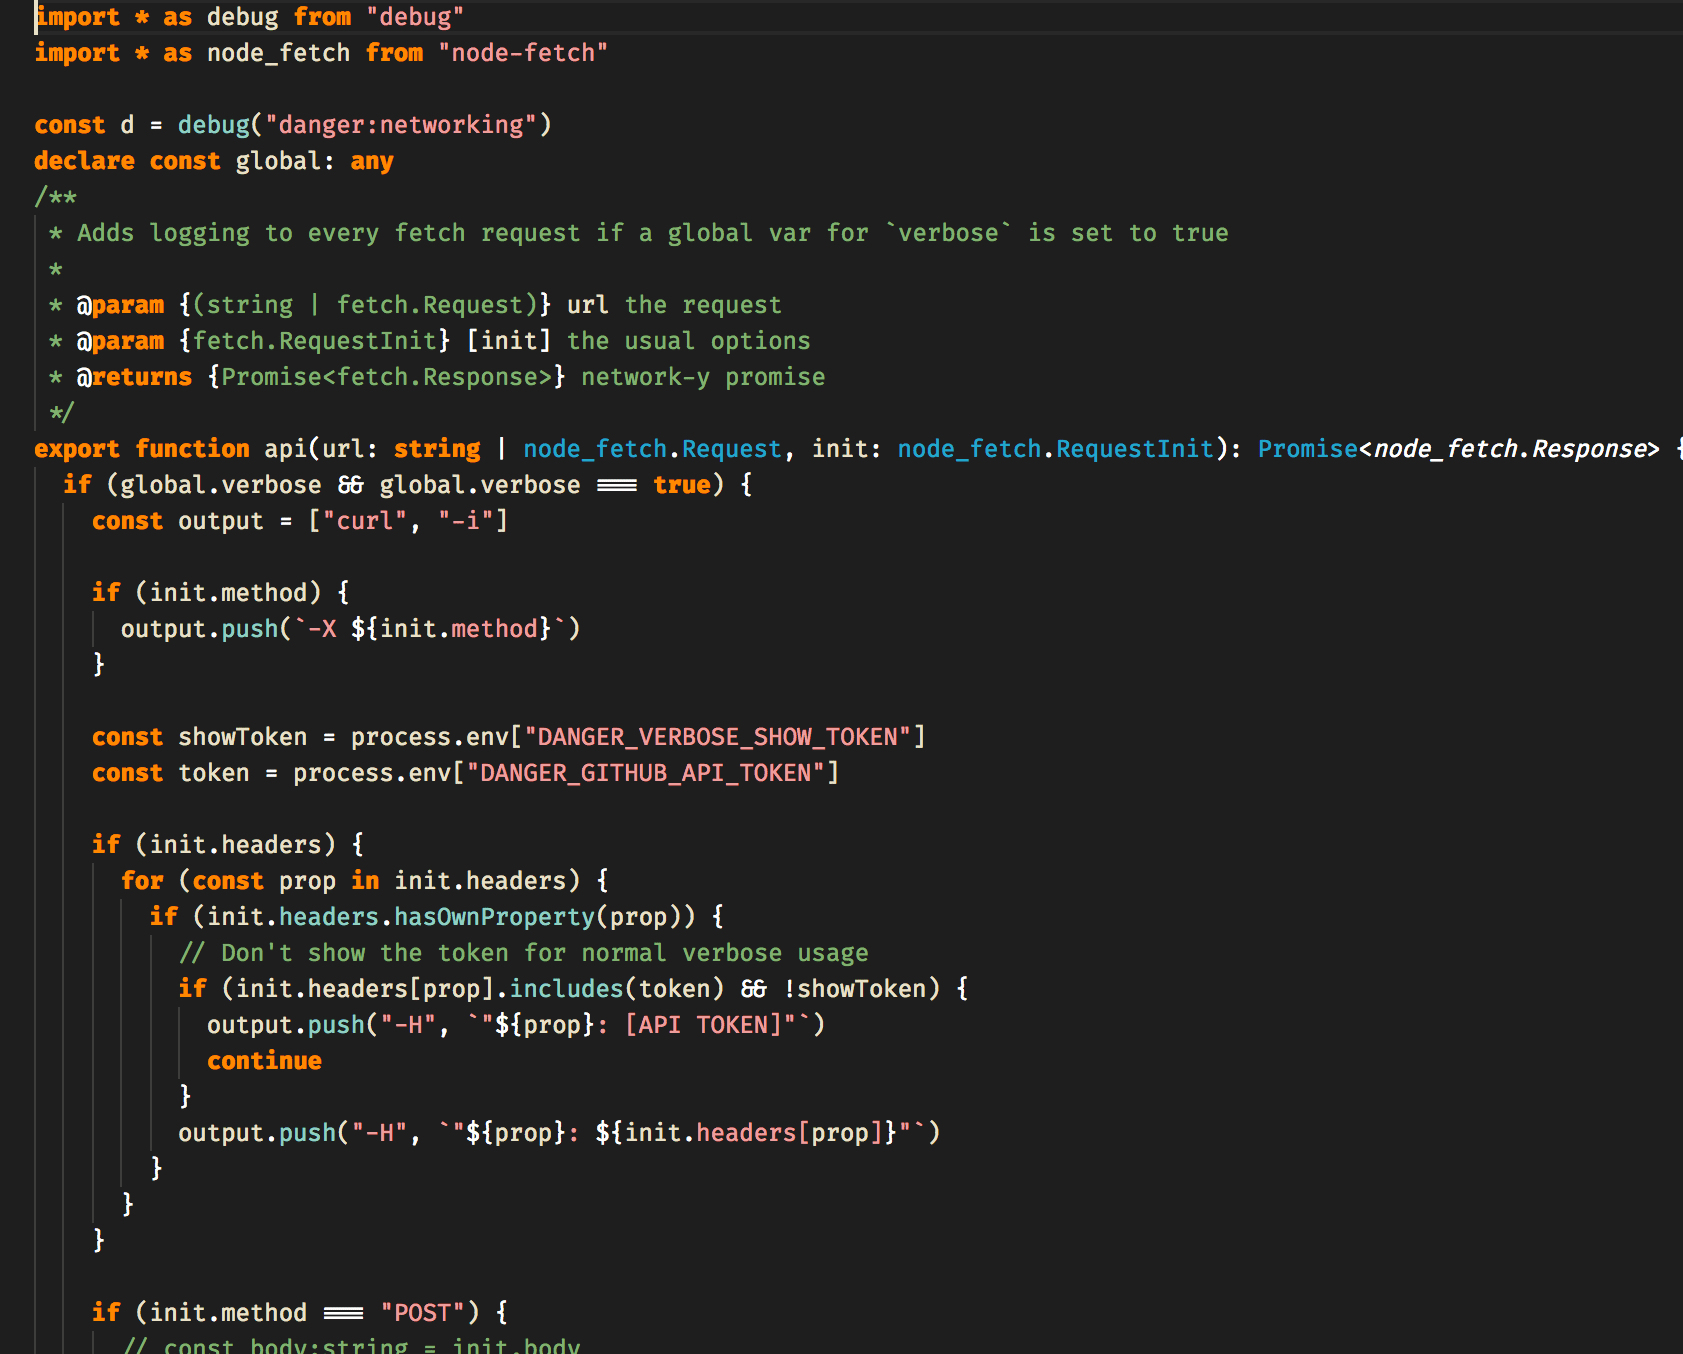 import * as debug from "debug"
import * as node_fetch from "node-fetch"
const d = debug("danger:networking")
declare const global: any
/**
* Adds logging to every fetch request if a global var for `verbose` is set to true
*
* @param {(string | fetch.Request)} url the request
* @param {fetch.RequestInit} [init] the usual options
* @returns {Promise<fetch.Response>} network-y promise
*/
export function api(url: string | node_fetch.Request, init: node_fetch.RequestInit): Promise<node_fetch.Response> {
if (global.verbose && global.verbose === true) {
const output = ["curl", "-i"]
if (init.method) {
output.push(`-X ${init.method}`)
}
const showToken = process.env["DANGER_VERBOSE_SHOW_TOKEN"]
const token = process.env["DANGER_GITHUB_API_TOKEN"]
if (init.headers) {
for (const prop in init.headers) {
if (init.headers.hasOwnProperty(prop)) {
// Don't show the token for normal verbose usage
if (init.headers[prop].includes(token) && !showToken) {
output.push("-H", `"${prop}: [API TOKEN]"`)
continue
}
output.push("-H", `"${prop}: ${init.headers[prop]}"`)
}
}
}
if (init.method === "POST") {
// const body:string = init.body